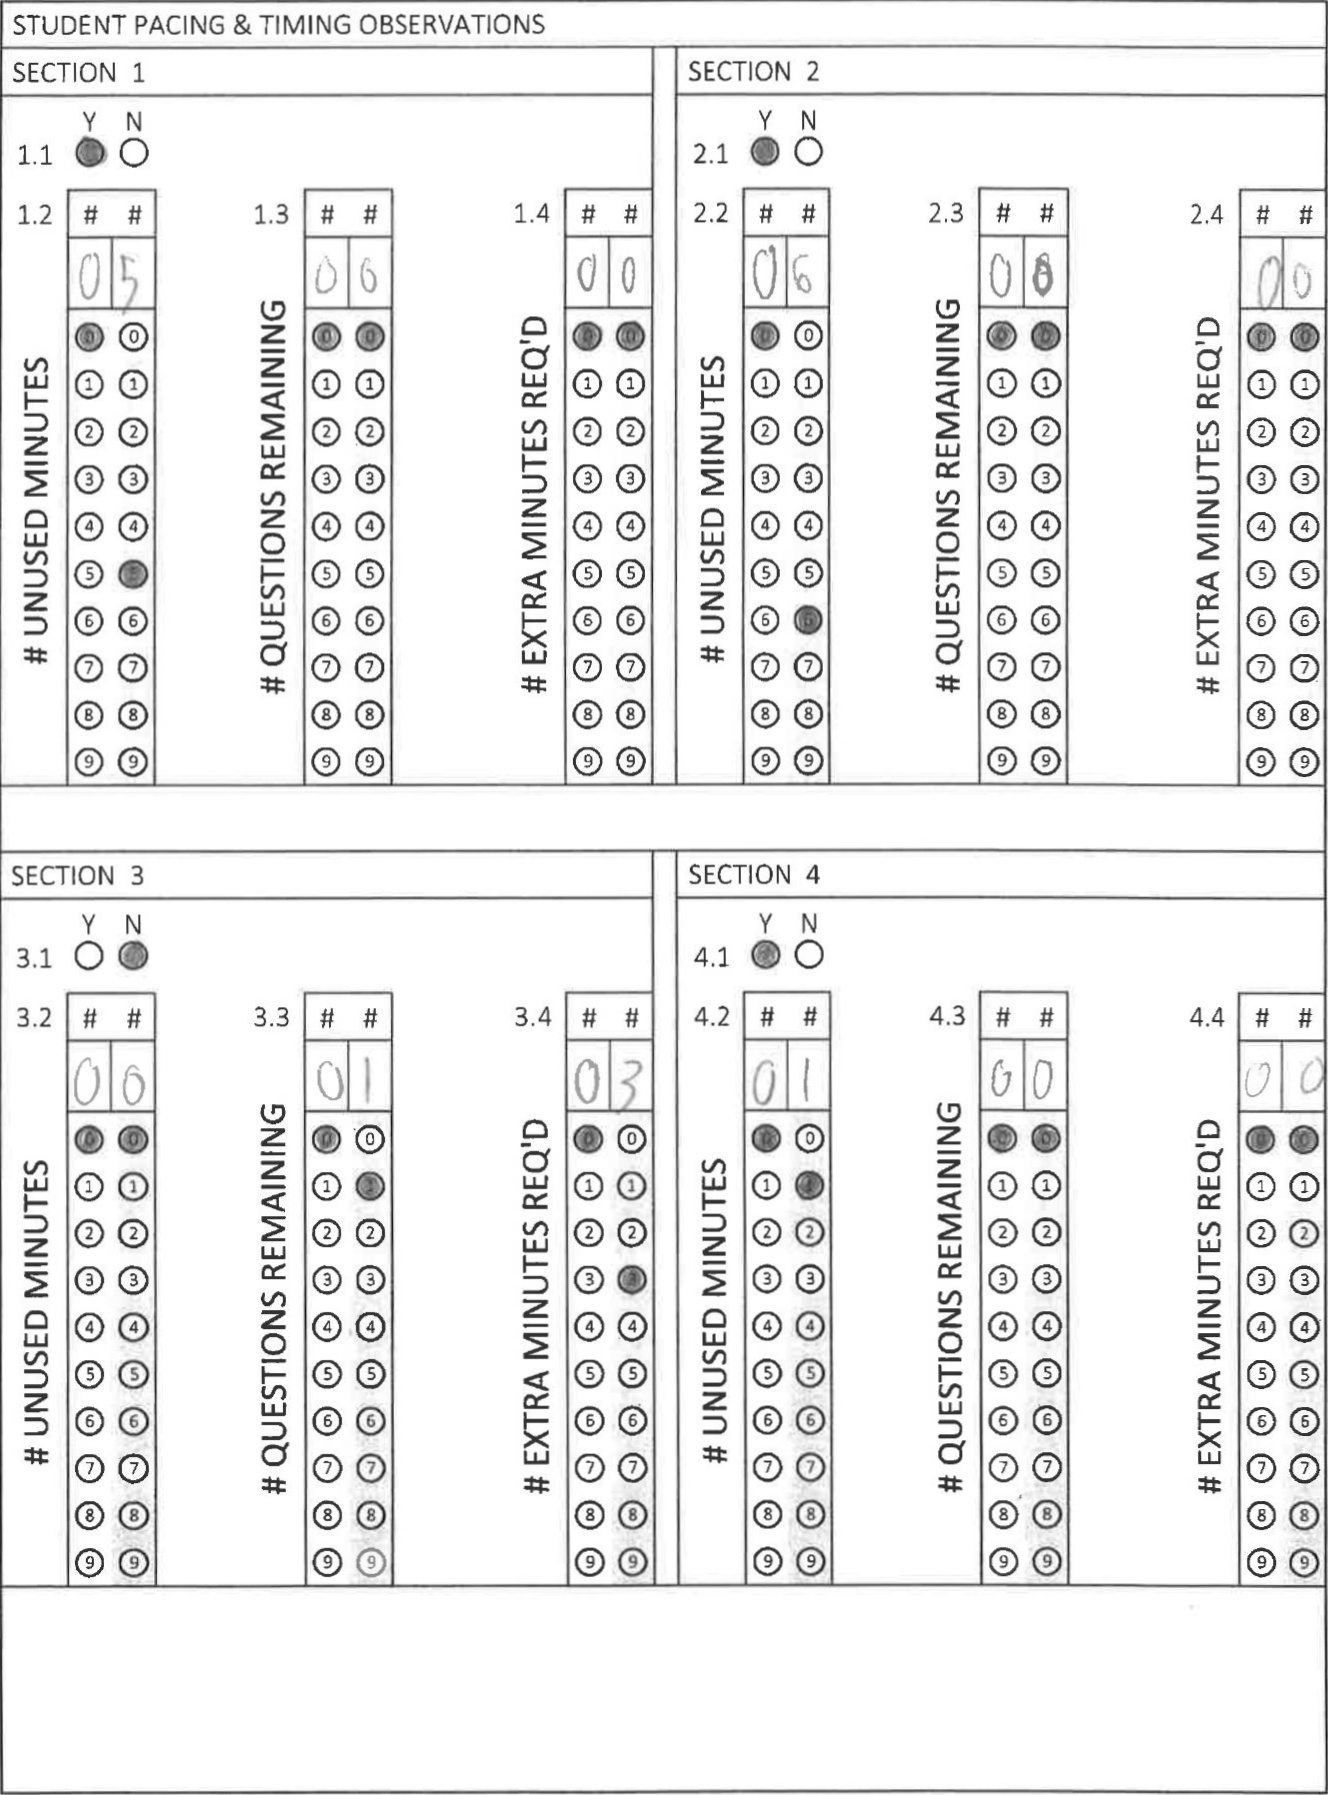 STUDENT PACING & TIMING OBSERVATIONS
SECTION 1
Y N
1.1
1.2 # # 1.3 # # 1.4 # #
0 5 0 0 0 0
# UNUSED MINUTES
# QUESTIONS REMAINING
# EXTRA MINUTES REQ'D
0 0 0 0 0 0
1 1 1 1 1 1
2 2 2 2 2 2
3 3 3 3 3 3
4 4 4 4 4 4
5 5 5 5 5 5
6 6 6 6 6 6
7 7 7 7 7 7
8 8 8 8 8 8
9 9 9 9 9 9
SECTION 2
Y N
2.1
2.2 # # 2.3 # # 2.4 # #
0 6 0 0 0 0
# UNUSED MINUTES
# QUESTIONS REMAINING
# EXTRA MINUTES REQ'D
0 0 0 0 0 0
1 1 1 1 1 1
2 2 2 2 2 2
3 3 3 3 3 3
4 4 4 4 4 4
5 5 5 5 5 5
6 6 6 6 6 6
7 7 7 7 7 7
8 8 8 8 8 8
9 9 9 9 9 9
SECTION 3
Y N
3.1
3.2 # # 3.3 # # 3.4 # #
0 0 0 1 0 3
# UNUSED MINUTES
# QUESTIONS REMAINING
# EXTRA MINUTES REQ'D
0 0 0 0 0 0
1 1 1 1 1 1
2 2 2 2 2 2
3 3 3 3 3 3
4 4 4 4 4 4
5 5 5 5 5 5
6 6 6 6 6 6
7 7 7 7 7 7
8 8 8 8 8 8
9 9 9 9 9 9
SECTION 4
Y N
4.1
4.2 # # 4.3 # # 4.4 # #
0 1 0 0 0 0
# UNUSED MINUTES
# QUESTIONS REMAINING
# EXTRA MINUTES REQ'D
0 0 0 0 0 0
1 1 1 1 1 1
2 2 2 2 2 2
3 3 3 3 3 3
4 4 4 4 4 4
5 5 5 5 5 5
6 6 6 6 6 6
7 7 7 7 7 7
8 8 8 8 8 8
9 9 9 9 9 9